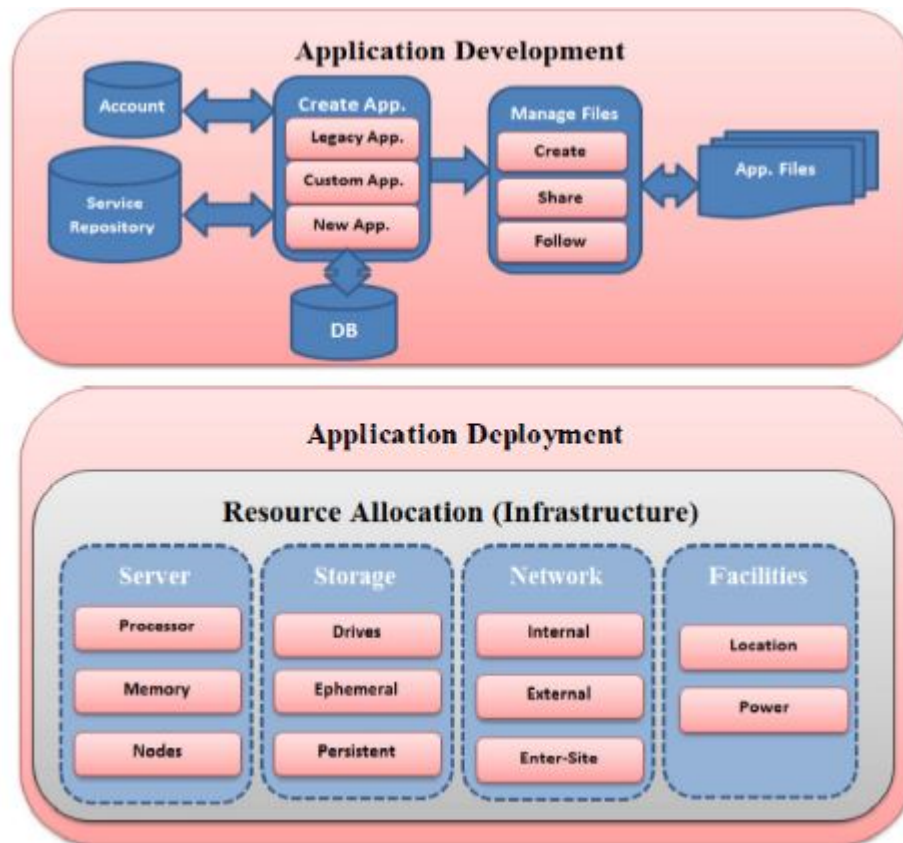 Application Development
Account
Create App.
Manage Files
Legacy App.
Create
App. Files
Custom App.
Service
Repository
Share
New App.
Follow
DB
Application Deployment
Resource Allocation (Infrastructure)
Server
Storage
Network
Facilities
Processor
Drives
Internal
Location
Memory
Ephemeral
External
Power
Nodes
Persistent
Enter-Site